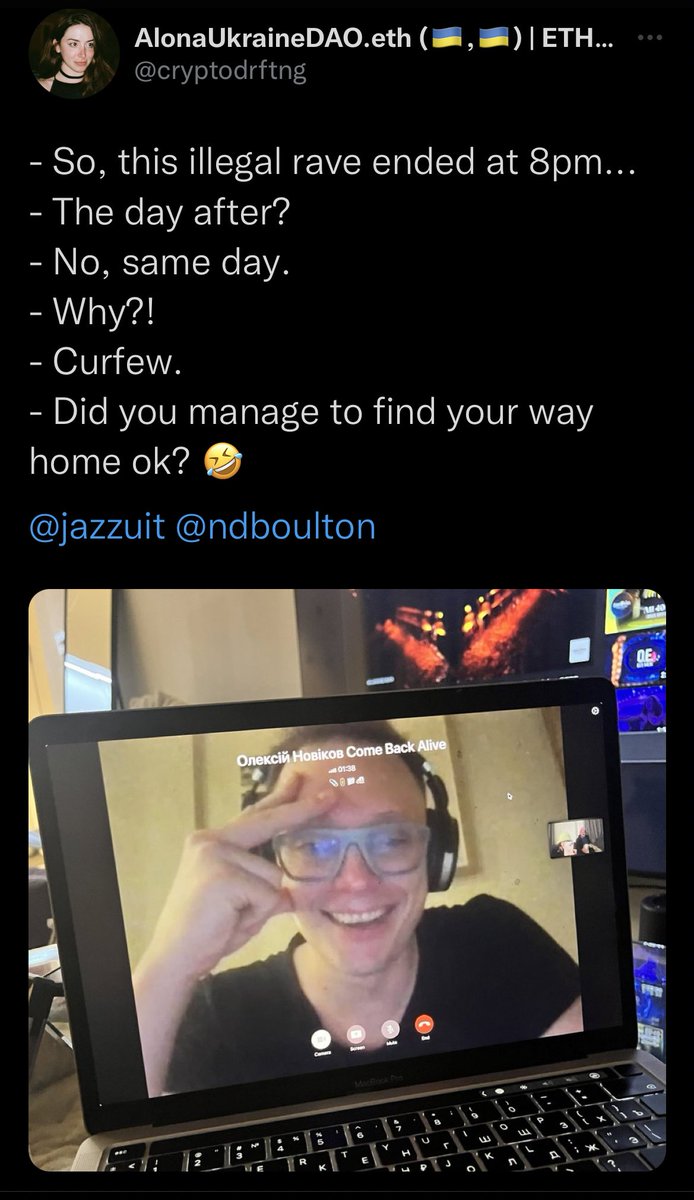 AlonaUkraineDAO.eth (🇺🇦,🇺🇦) | ETH...
@cryptodrftng
- So, this illegal rave ended at 8pm...
- The day after?
- No, same day.
- Why?!
- Curfew.
- Did you manage to find your way
home ok? 🤣
@jazzuit @ndboulton
Олексій Новіков Come Back Alive
01:38
Camera Screen Mute End
MacBook Pro
esc